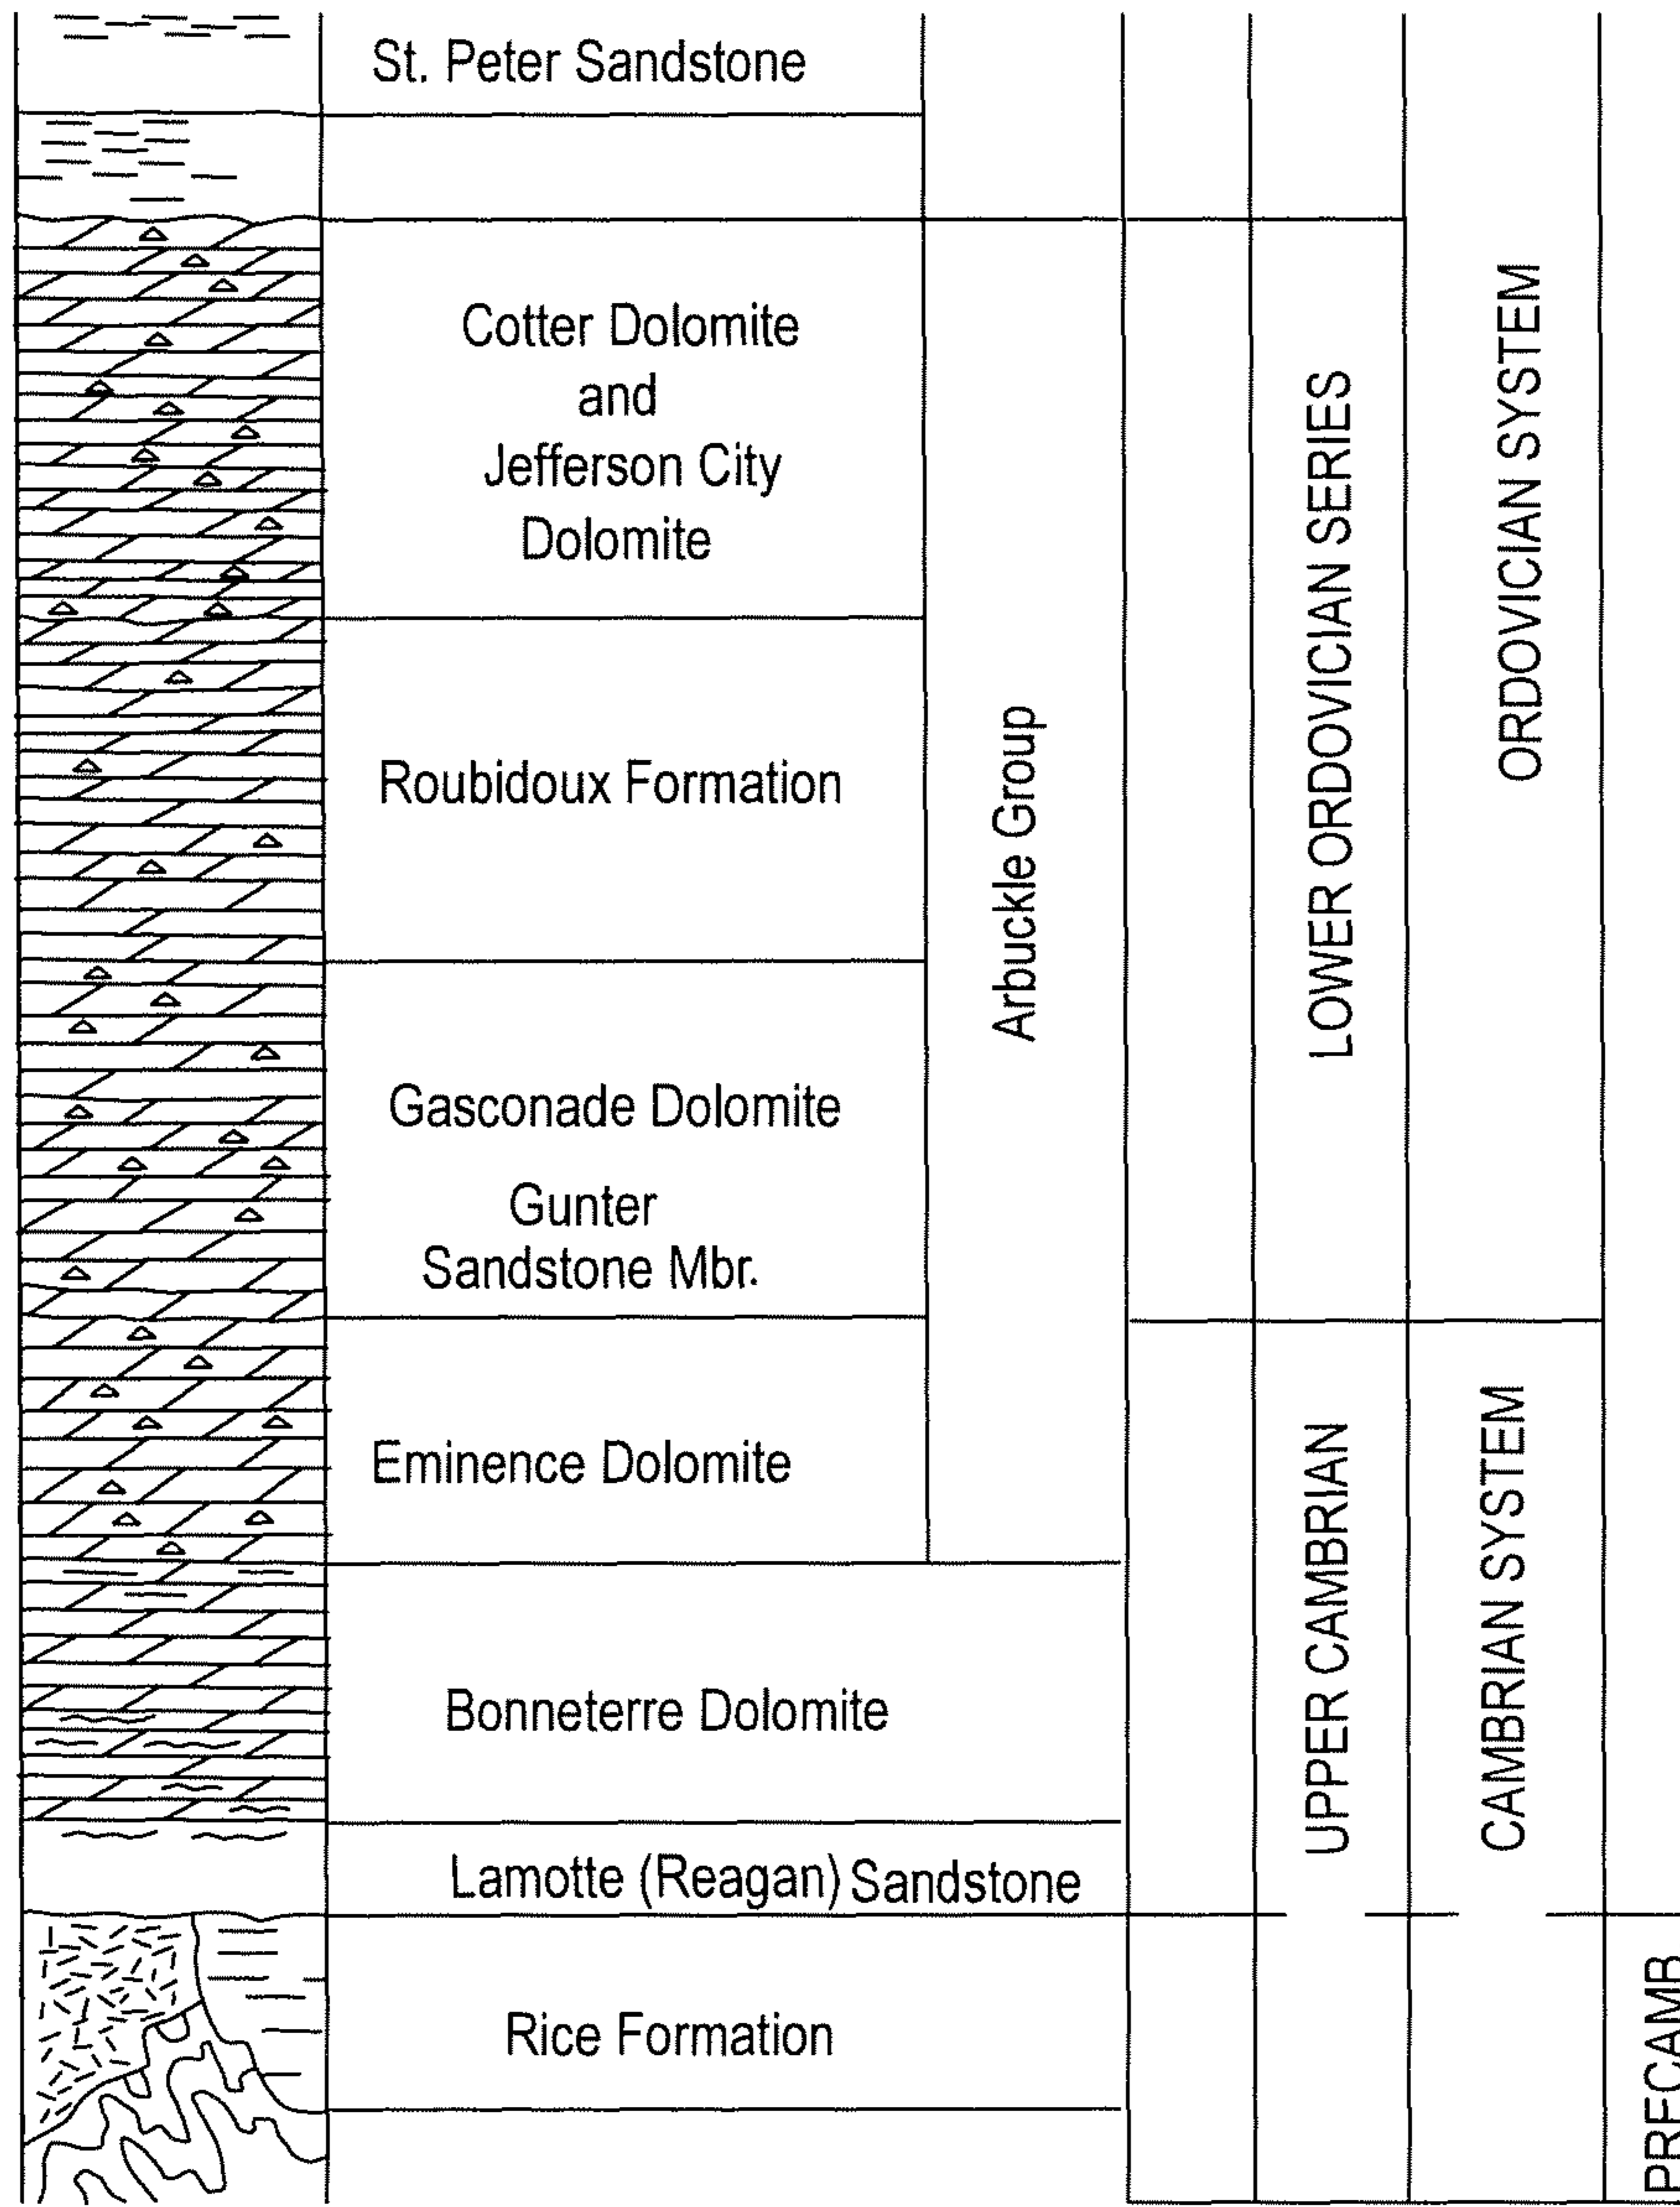 St. Peter Sandstone
Cotter Dolomite
and
Jefferson City
Dolomite
Roubidoux Formation
Gasconade Dolomite
Gunter
Sandstone Mbr.
Eminence Dolomite
Bonneterre Dolomite
Lamotte (Reagan) Sandstone
Rice Formation
Arbuckle Group
LOWER ORDOVICIAN SERIES
UPPER CAMBRIAN
ORDOVICIAN SYSTEM
CAMBRIAN SYSTEM
PRECAMB